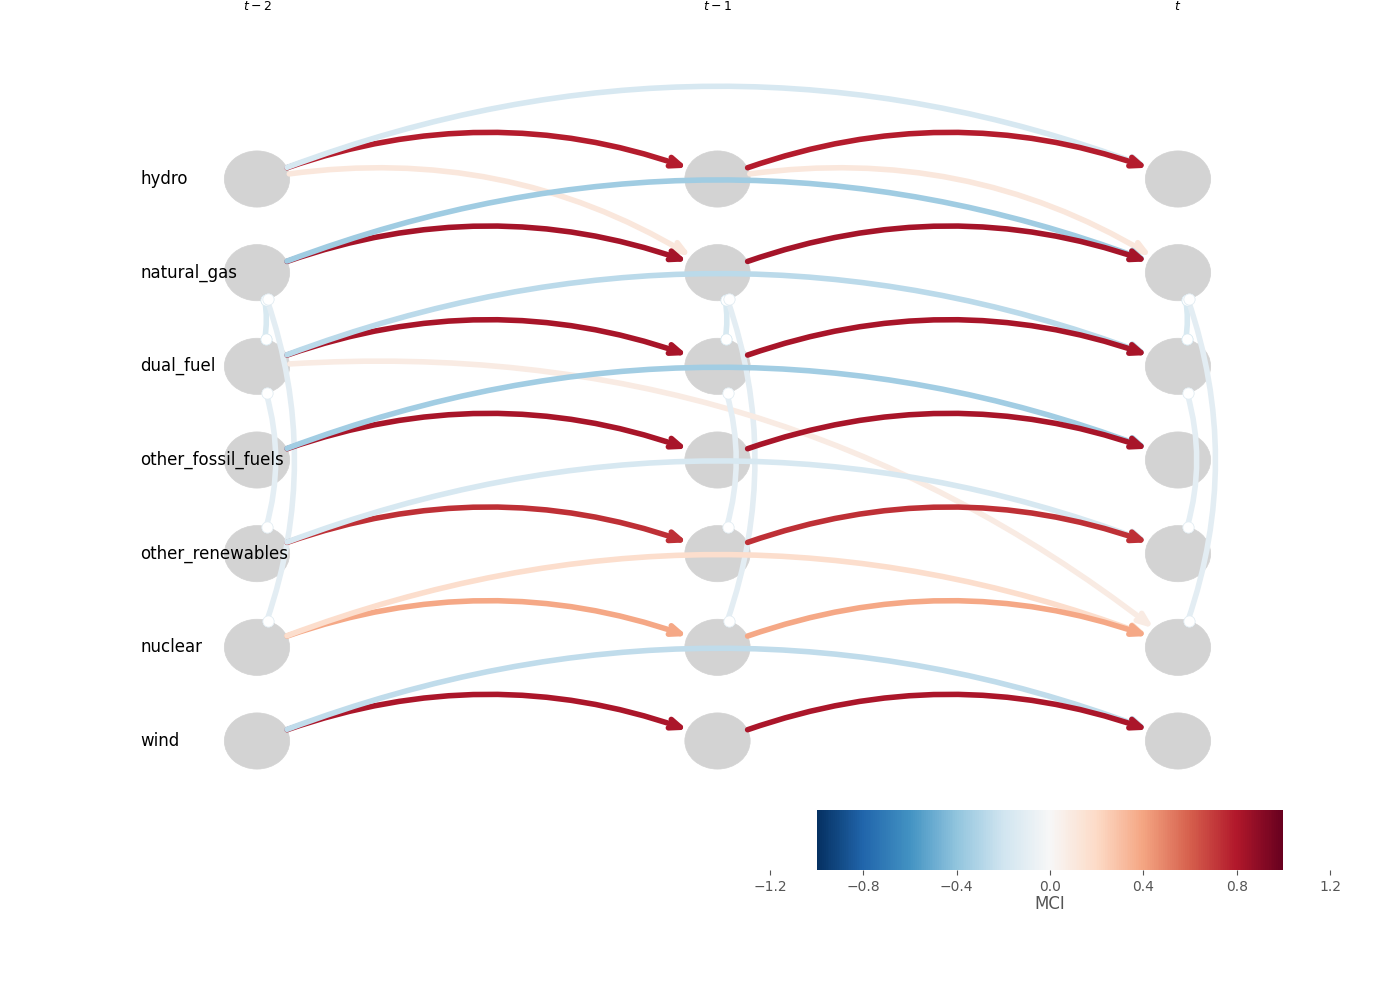 t − 2 t − 1 t
hydro
natural_gas
dual_fuel
other_fossil_fuels
other_renewables
nuclear
wind
−1.2 −0.8 −0.4 0.0 0.4 0.8 1.2
MCI